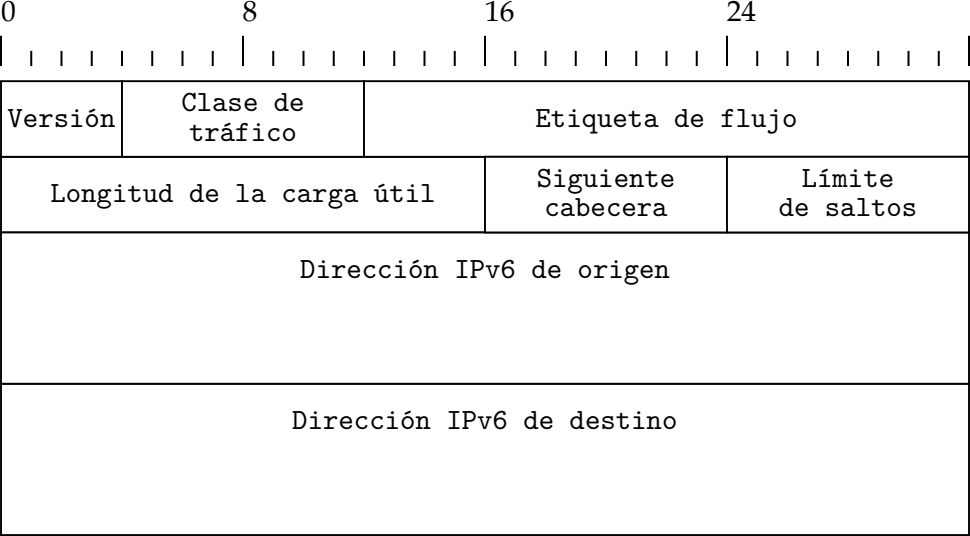 0 8 16 24
Versión
Clase de
tráfico
Etiqueta de flujo
Longitud de la carga útil
Siguiente
cabecera
Límite
de saltos
Dirección IPv6 de origen
Dirección IPv6 de destino